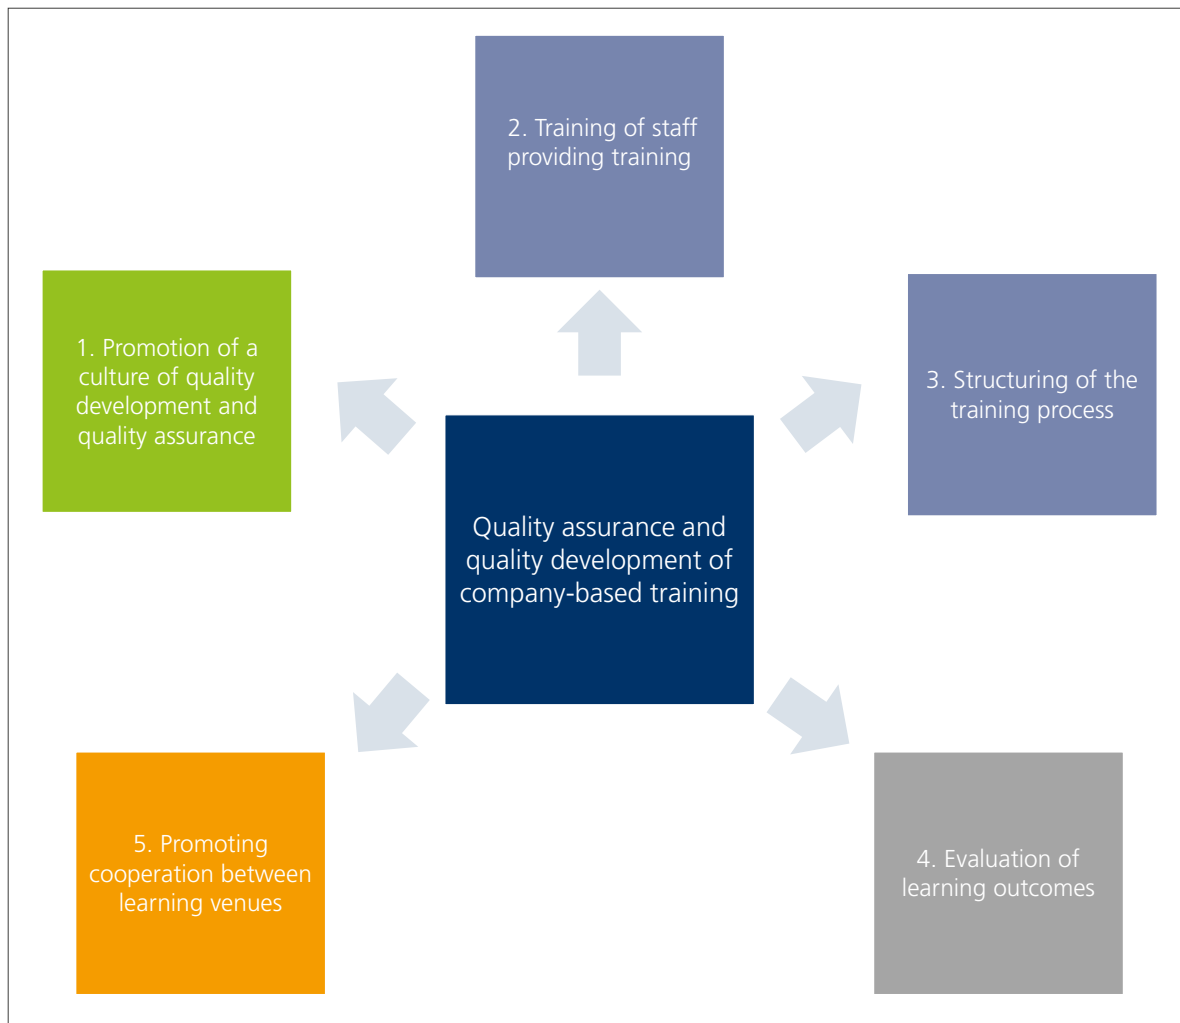 2. Training of staff
providing training
1. Promotion of a
culture of quality
development and
quality assurance
3. Structuring of the
training process
Quality assurance and
quality development of
company-based training
5. Promoting
cooperation between
learning venues
4. Evaluation of
learning outcomes